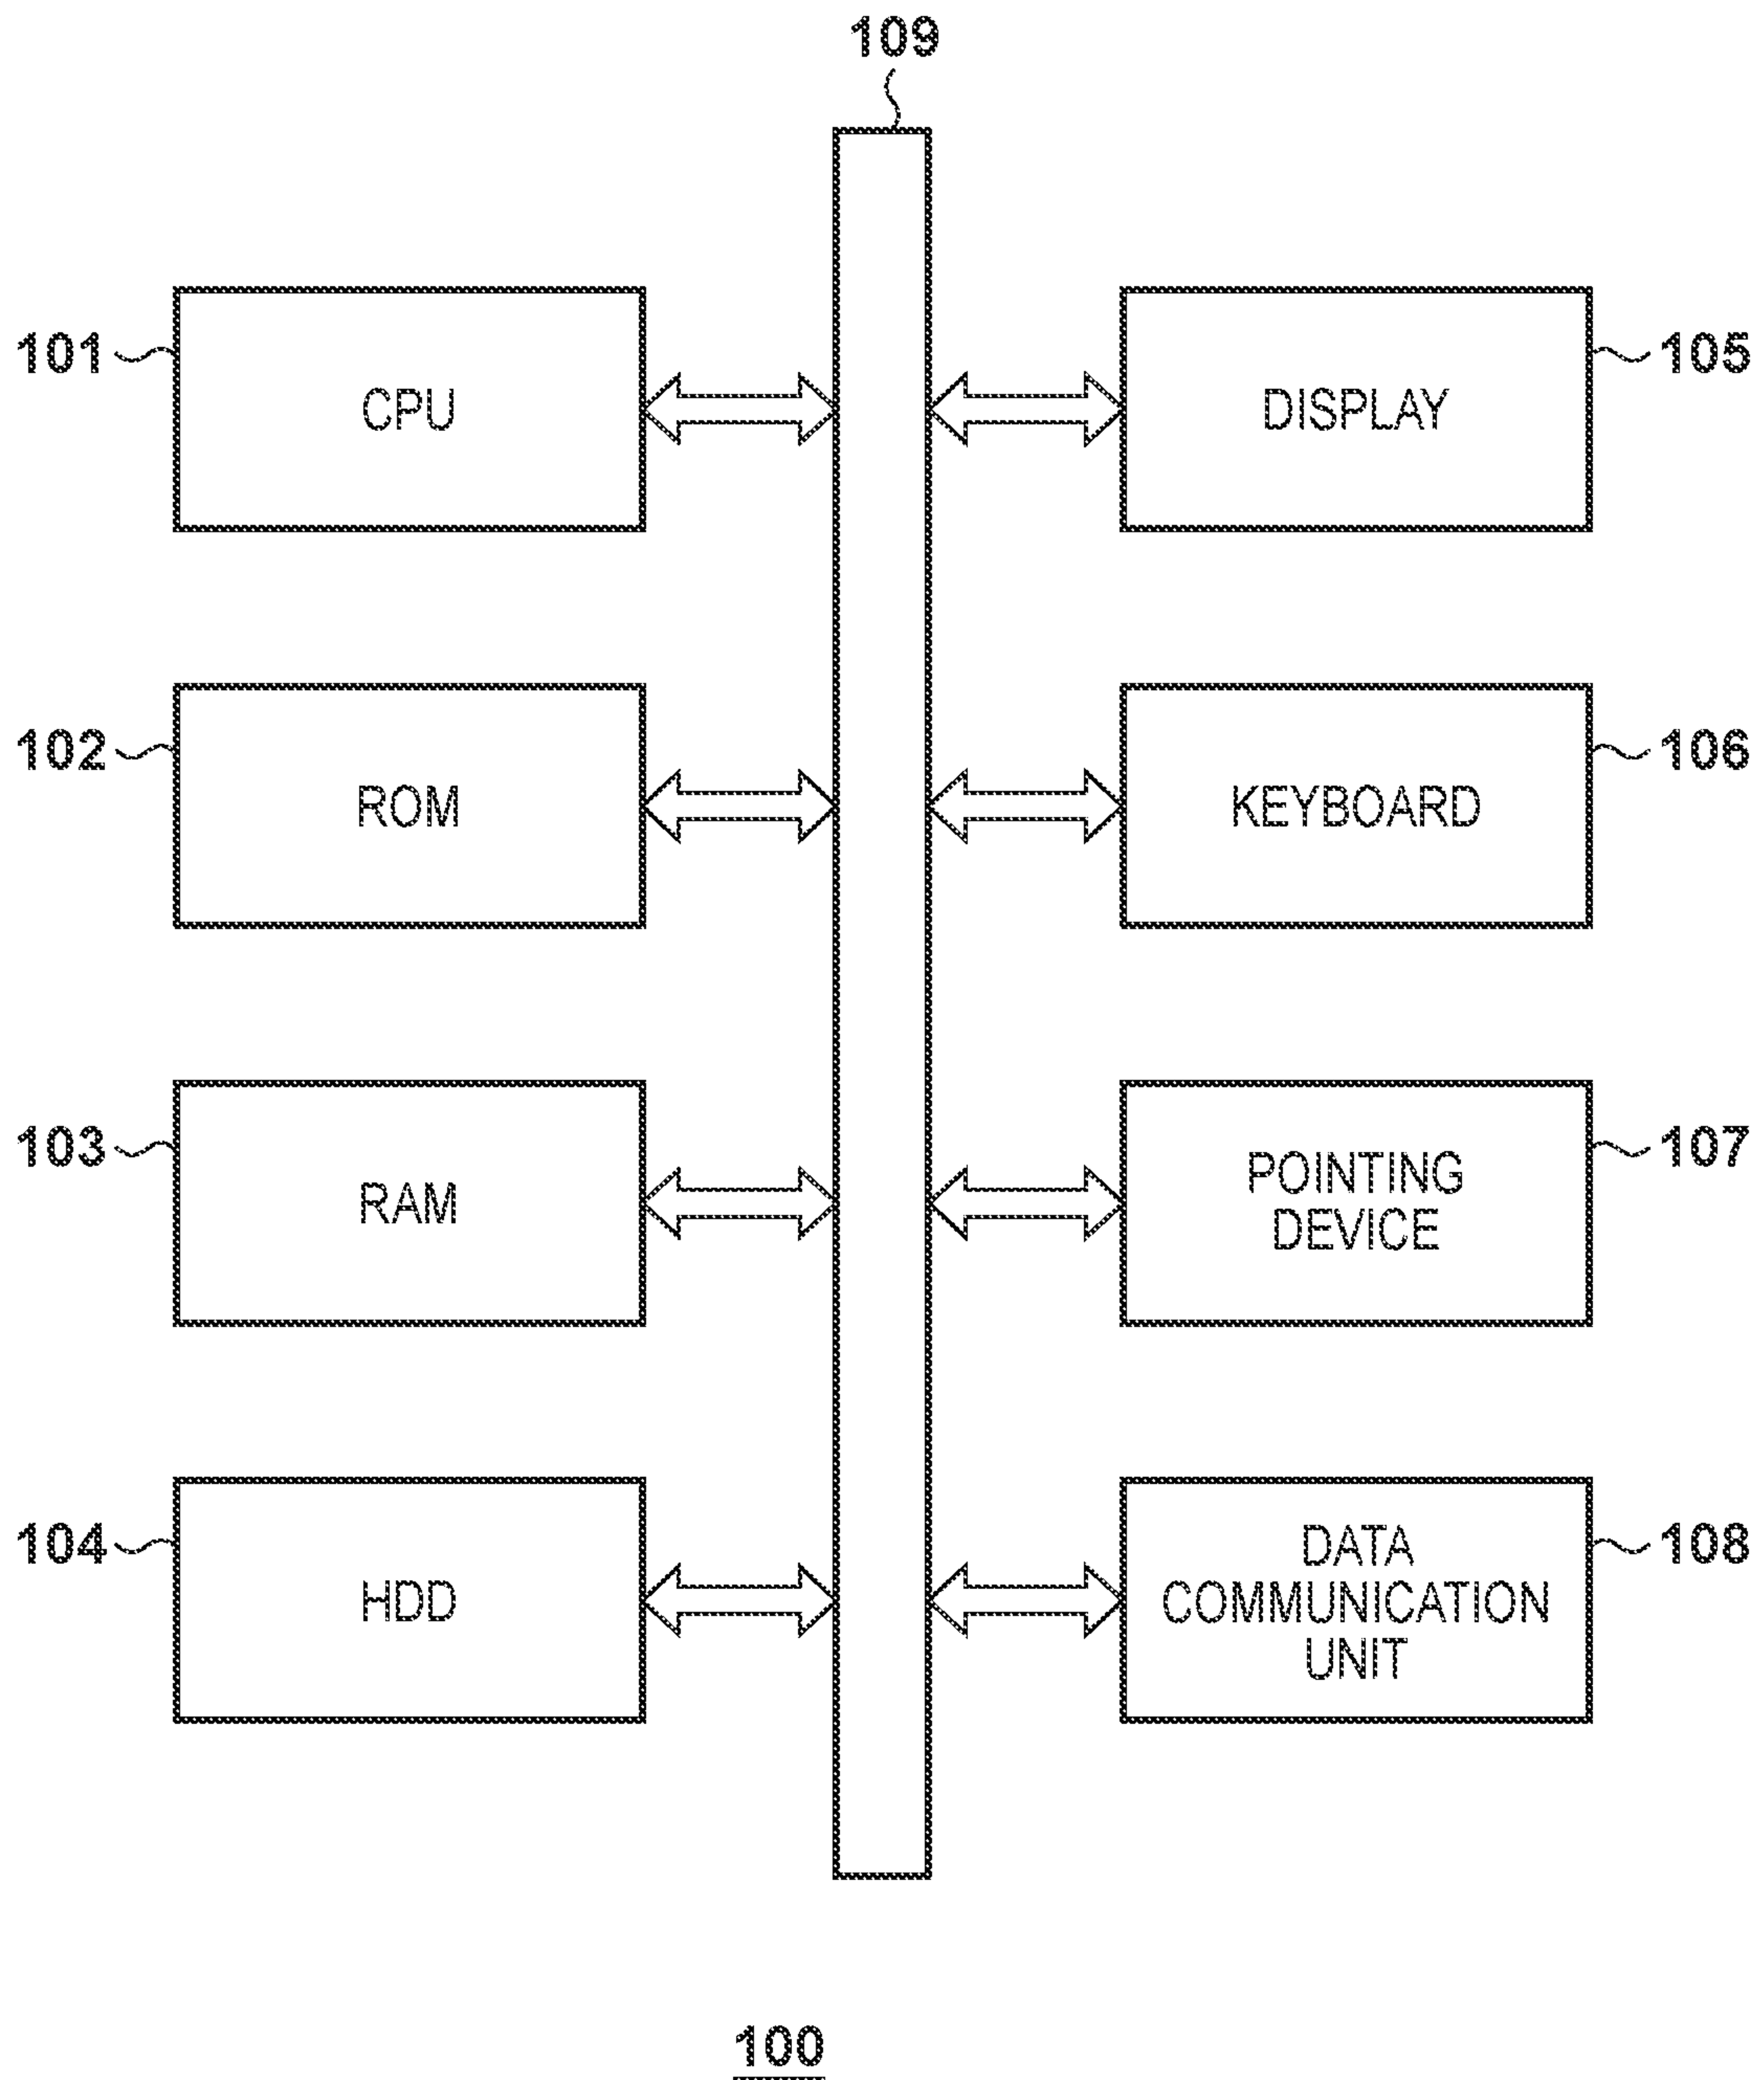 109
101
CPU
105
DISPLAY
102
ROM
106
KEYBOARD
103
RAM
107
POINTING
DEVICE
104
HDD
108
DATA
COMMUNICATION
UNIT
100